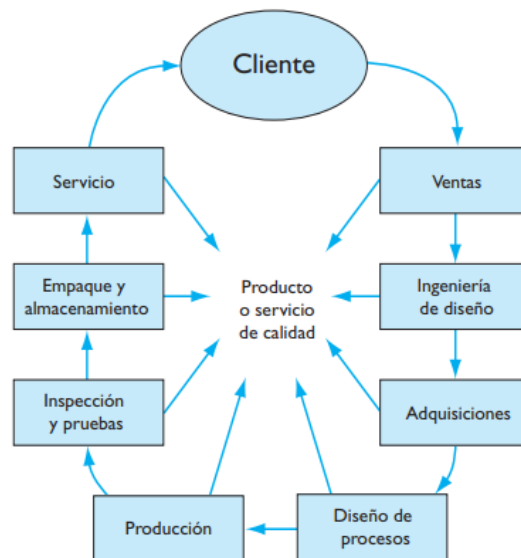 Cliente
Servicio
Ventas
Empaque y
almacenamiento
Producto
o servicio
de calidad
Ingeniería
de diseño
Inspección
y pruebas
Adquisiciones
Producción
Diseño de
procesos